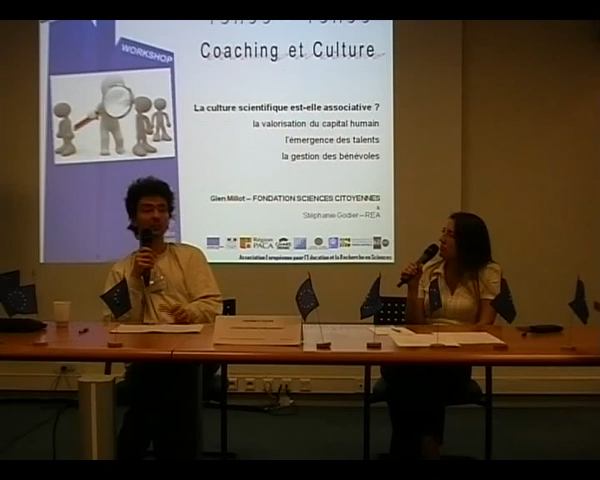 WORKSHOP
Coaching et Culture
La culture scientifique est-elle associative ?
la valorisation du capital humain
l'émergence des talents
la gestion des bénévoles
Glen Millot – FONDATION SCIENCES CITOYENNES
&
Stéphanie Godier – REA
Région
PACA
Association Européenne pour l'Education et la Recherche en Sciences